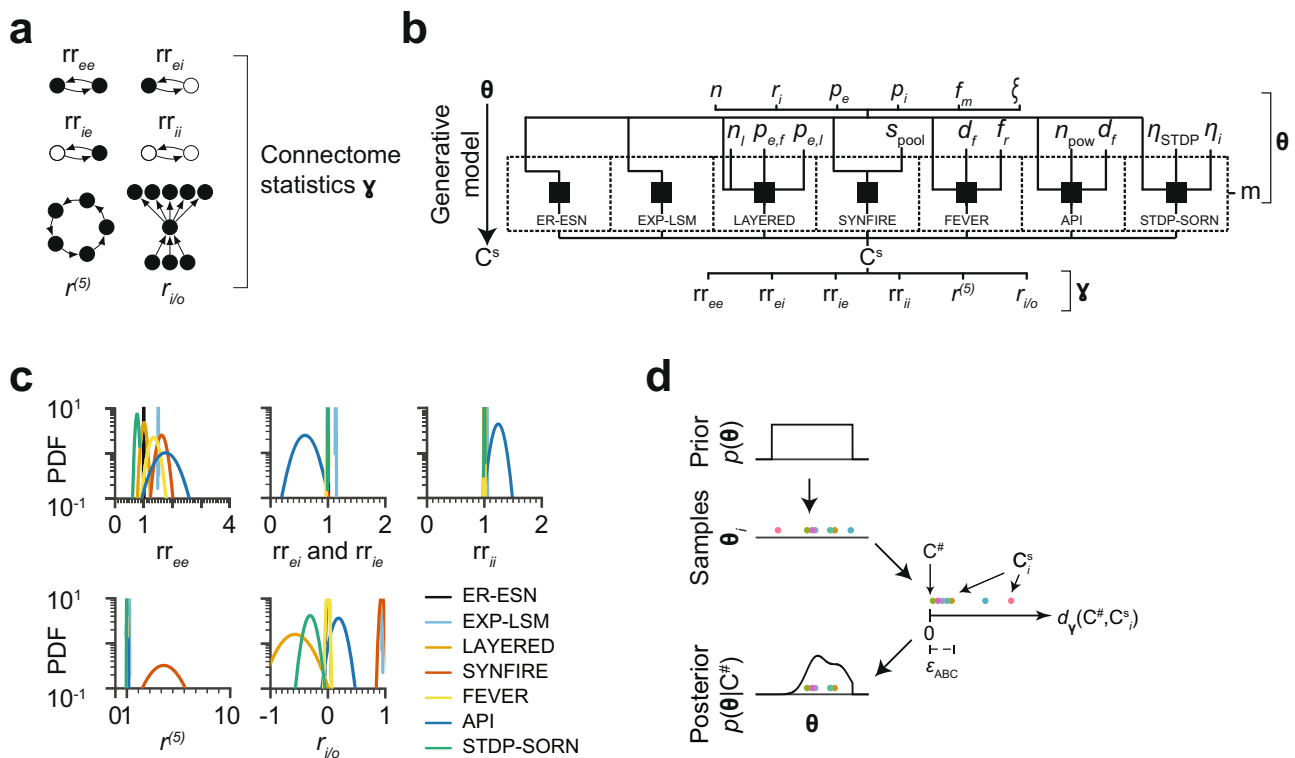 a
rr_ee rr_ei
rr_ie rr_ii
r^(5) r_i/o
Connectome
statistics ɣ
b
θ
Generative
model
C^s
n r_i p_e p_i f_m ξ
n_l p_e,f p_e,l s_pool d_f f_r n_pow d_f η_STDP η_i
θ
m
ER-ESN EXP-LSM LAYERED SYNFIRE FEVER API STDP-SORN
C^s
rr_ee rr_ei rr_ie rr_ii r^(5) r_i/o
ɣ
c
PDF
10^1
10^-1
0 1 4
rr_ee
0 1 2
rr_ei and rr_ie
0 1 2
rr_ii
PDF
10^1
10^-1
0 1 10
r^(5)
-1 0 1
r_i/o
ER-ESN
EXP-LSM
LAYERED
SYNFIRE
FEVER
API
STDP-SORN
d
Prior
p(θ)
Samples
θ_i
C^# C_i^s
0
d_ɣ(C^#,C^s_i)
ε_ABC
Posterior
p(θ|C^#)
θ